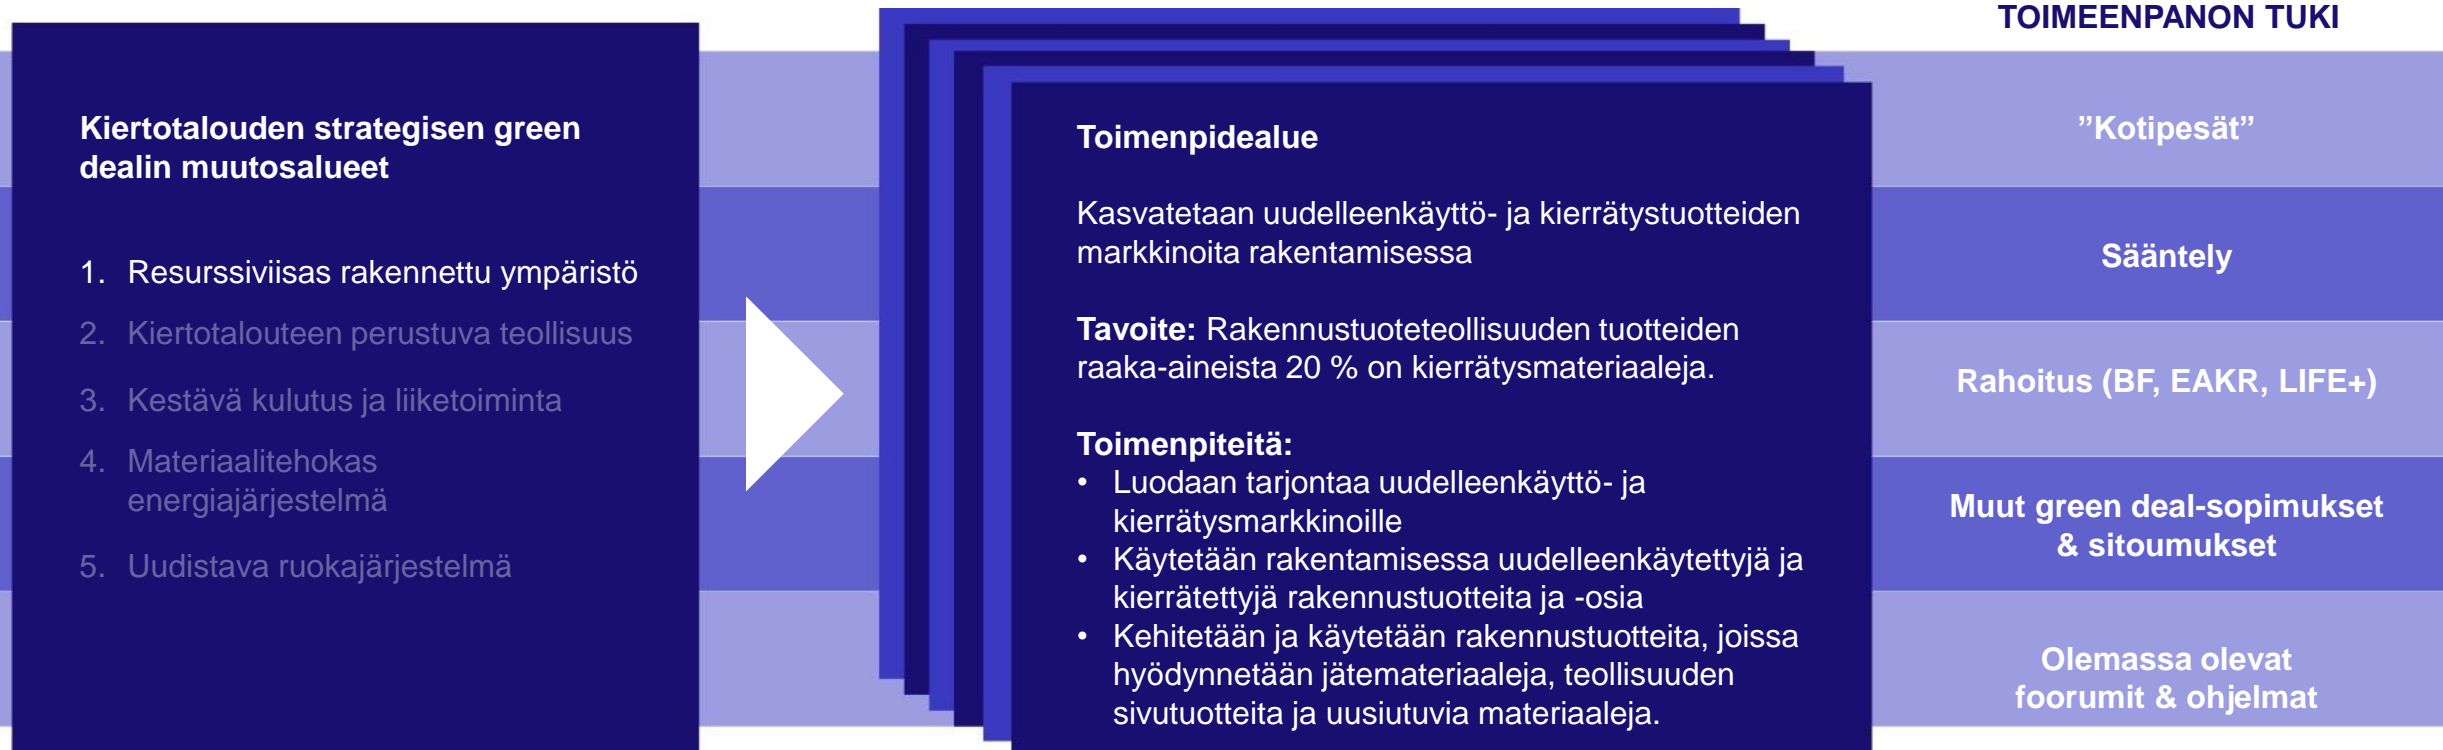 TOIMEENPANON TUKI
Kiertotalouden strategisen green
dealin muutosalueet
1. Resurssiviisas rakennettu ympäristö
2. Kiertotalouteen perustuva teollisuus
3. Kestävä kulutus ja liiketoiminta
4. Materiaalitehokas
energiajärjestelmä
5. Uudistava ruokajärjestelmä
Toimenpidealue
Kasvatetaan uudelleenkäyttö- ja kierrätystuotteiden
markkinoita rakentamisessa
Tavoite: Rakennustuoteteollisuuden tuotteiden
raaka-aineista 20 % on kierrätysmateriaaleja.
Toimenpiteitä:
• Luodaan tarjontaa uudelleenkäyttö- ja
kierrätysmarkkinoille
• Käytetään rakentamisessa uudelleenkäytettyjä ja
kierrätettyjä rakennustuotteita ja -osia
• Kehitetään ja käytetään rakennustuotteita, joissa
hyödynnetään jätemateriaaleja, teollisuuden
sivutuotteita ja uusiutuvia materiaaleja.
”Kotipesät”
Sääntely
Rahoitus (BF, EAKR, LIFE+)
Muut green deal-sopimukset
& sitoumukset
Olemassa olevat
foorumit & ohjelmat